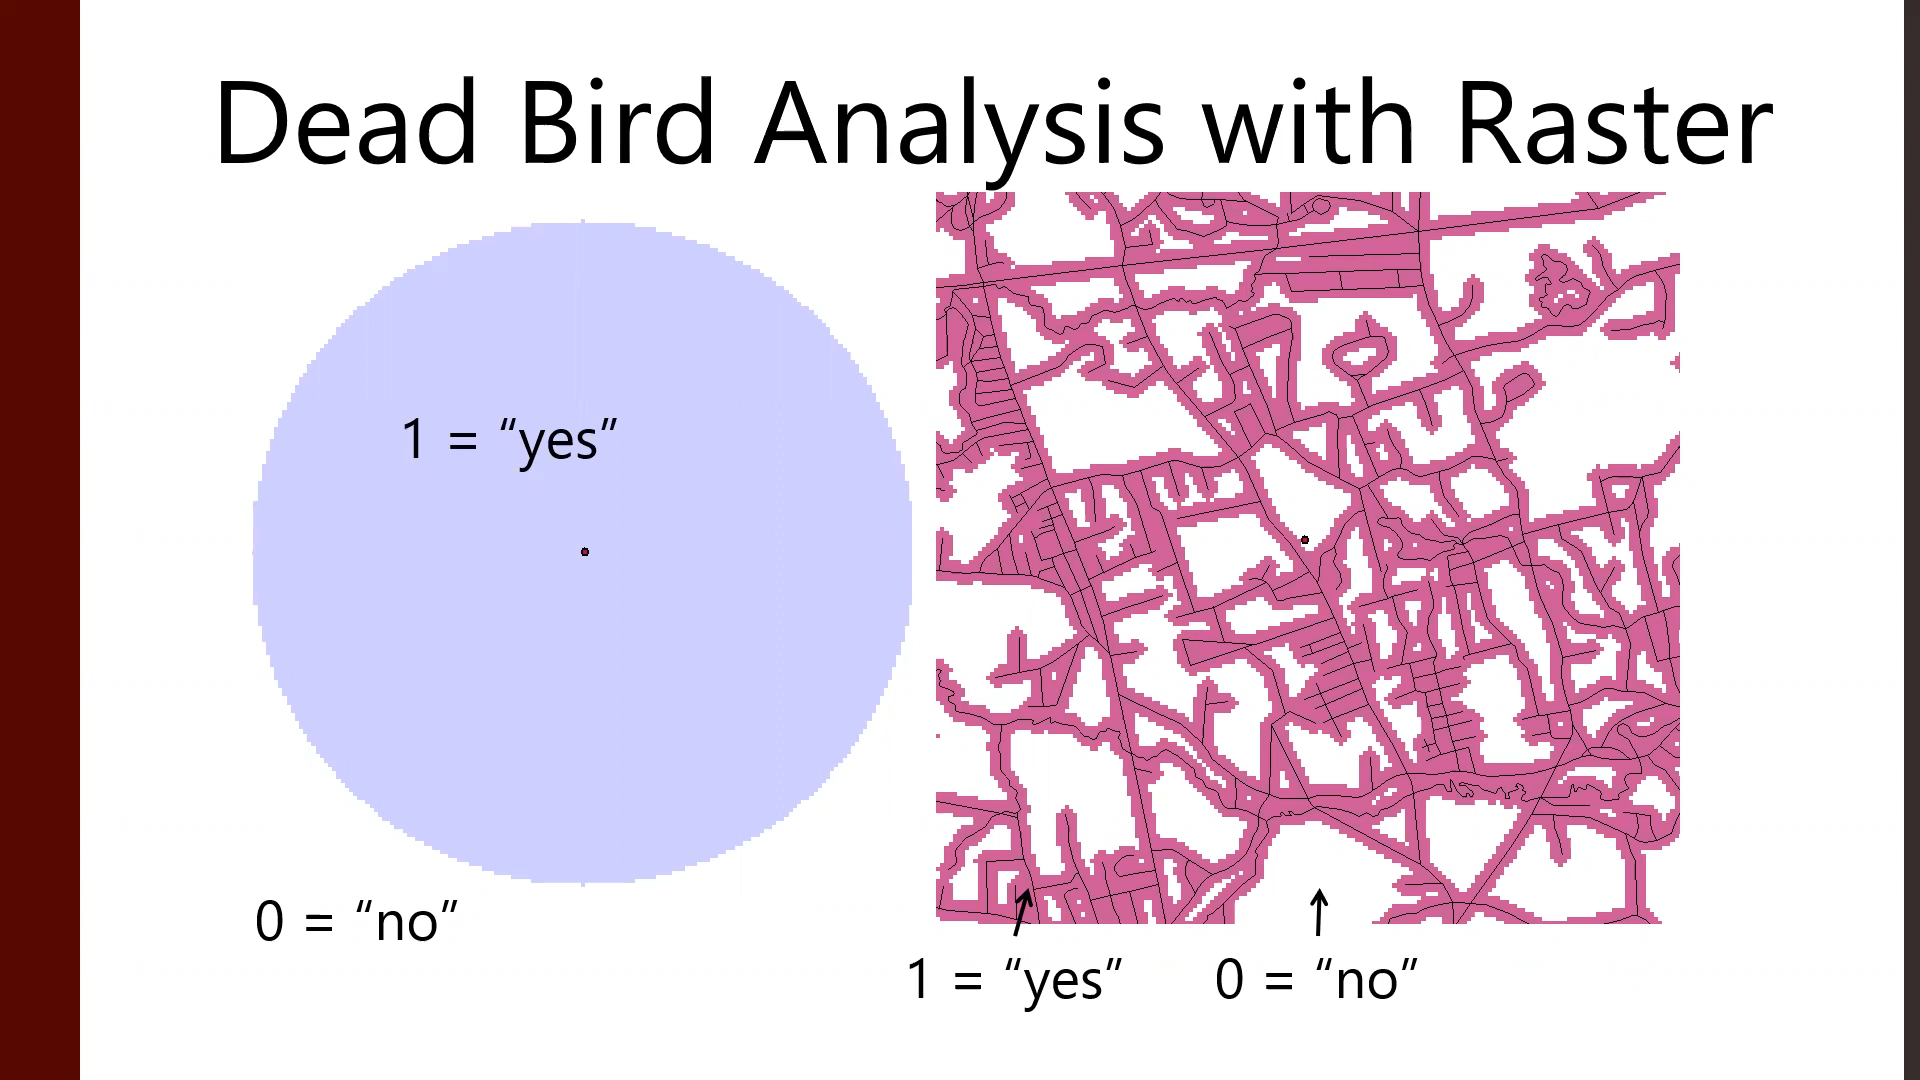 Dead Bird Analysis with Raster
1 = “yes”
0 = “no”
1 = “yes”
0 = “no”